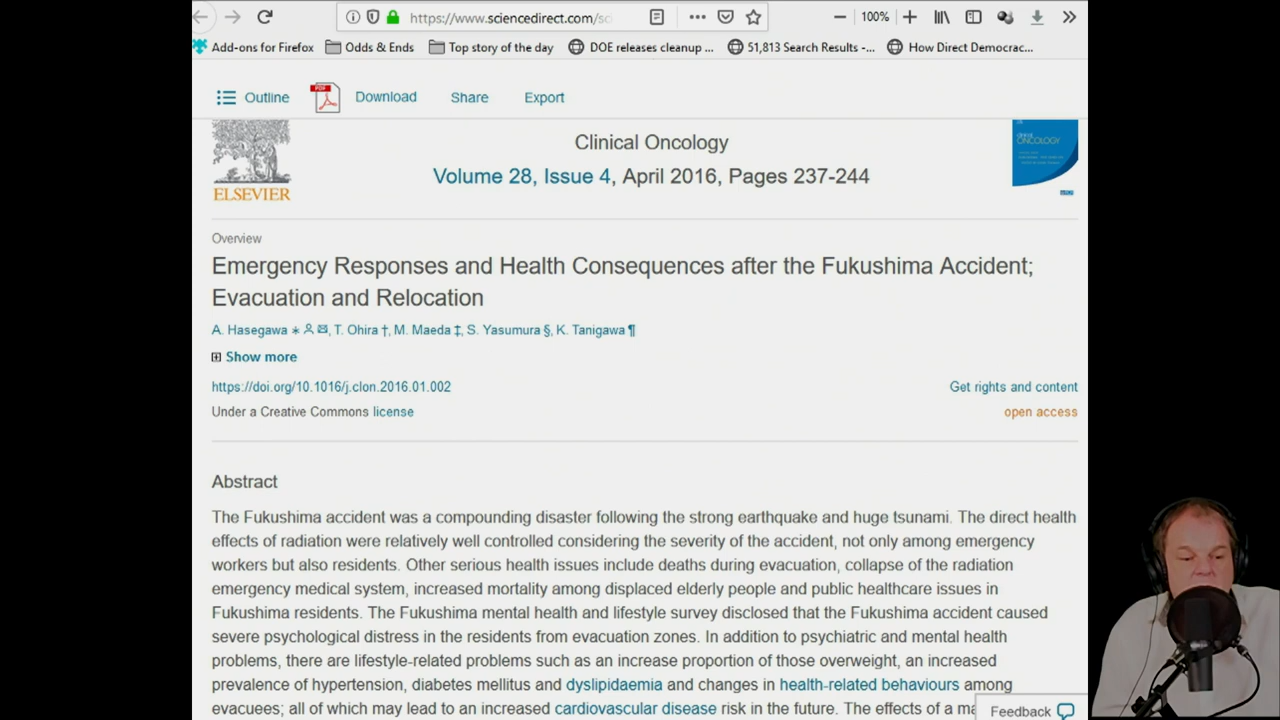 https://www.sciencedirect.com/sc
100%
Add-ons for Firefox Odds & Ends Top story of the day DOE releases cleanup ... 51,813 Search Results -... How Direct Democrac...
Outline PDF Download Share Export
ELSEVIER
Clinical Oncology
Volume 28, Issue 4, April 2016, Pages 237-244
clinical
ONCOLOGY
Overview
Emergency Responses and Health Consequences after the Fukushima Accident;
Evacuation and Relocation
A. Hasegawa ∗, T. Ohira †, M. Maeda ‡, S. Yasumura §, K. Tanigawa ¶
Show more
https://doi.org/10.1016/j.clon.2016.01.002 Get rights and content
Under a Creative Commons license open access
Abstract
The Fukushima accident was a compounding disaster following the strong earthquake and huge tsunami. The direct health
effects of radiation were relatively well controlled considering the severity of the accident, not only among emergency
workers but also residents. Other serious health issues include deaths during evacuation, collapse of the radiation
emergency medical system, increased mortality among displaced elderly people and public healthcare issues in
Fukushima residents. The Fukushima mental health and lifestyle survey disclosed that the Fukushima accident caused
severe psychological distress in the residents from evacuation zones. In addition to psychiatric and mental health
problems, there are lifestyle-related problems such as an increase proportion of those overweight, an increased
prevalence of hypertension, diabetes mellitus and dyslipidaemia and changes in health-related behaviours among
evacuees; all of which may lead to an increased cardiovascular disease risk in the future. The effects of a ma
Feedback